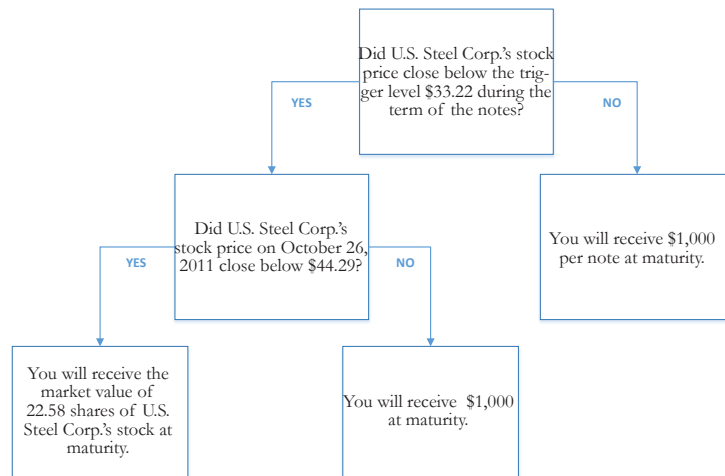 Did U.S. Steel Corp.'s stock
price close below the trig-
ger level $33.22 during the
term of the notes?
YES
NO
Did U.S. Steel Corp.'s
stock price on October 26,
2011 close below $44.29?
You will receive $1,000
per note at maturity.
YES
NO
You will receive the
market value of
22.58 shares of U.S.
Steel Corp.'s stock at
maturity.
You will receive $1,000
at maturity.